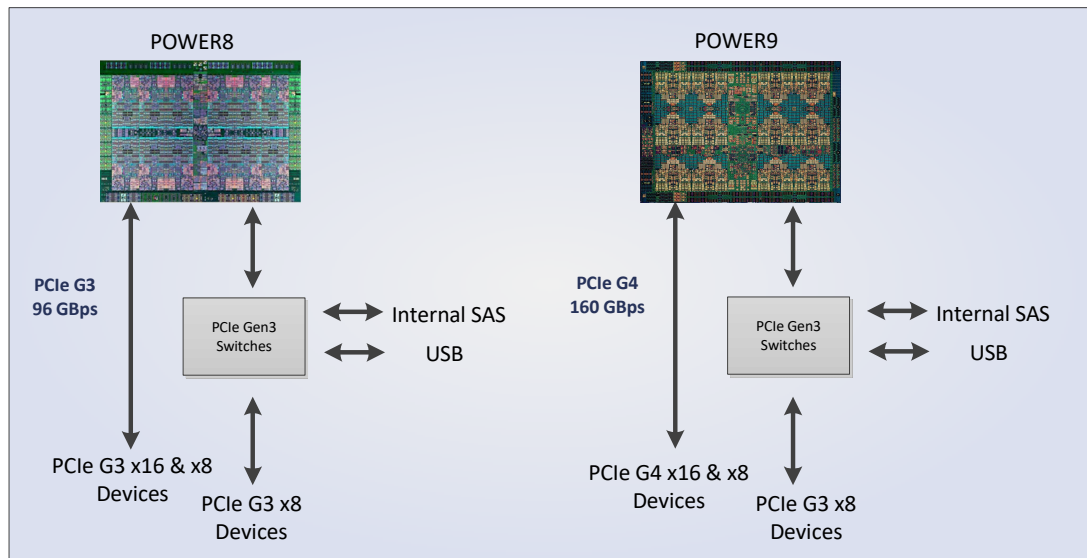 POWER8
PCIe G3
96 GBps
PCIe Gen3
Switches
Internal SAS
USB
PCIe G3 x16 & x8
Devices
PCIe G3 x8
Devices
POWER9
PCIe G4
160 GBps
PCIe Gen3
Switches
Internal SAS
USB
PCIe G4 x16 & x8
Devices
PCIe G3 x8
Devices